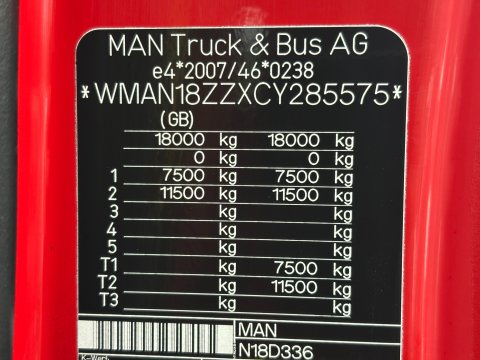 MAN Truck & Bus AG
e4*2007/46*0238
*WMAN18ZZXCY285575*
(GB)
18000 kg 18000 kg
0 kg 0 kg
1 7500 kg 7500 kg
2 11500 kg 11500 kg
3 kg kg
4 kg kg
5 kg kg
T1 kg 7500 kg
T2 kg 11500 kg
T3 kg kg
MAN
K-Werk N18D336